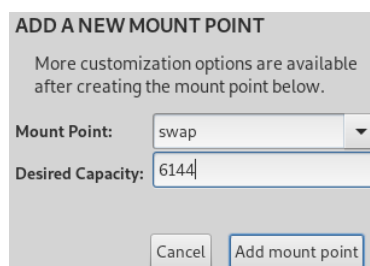 ADD A NEW MOUNT POINT
More customization options are available
after creating the mount point below.
Mount Point: swap
Desired Capacity: 6144
Cancel Add mount point